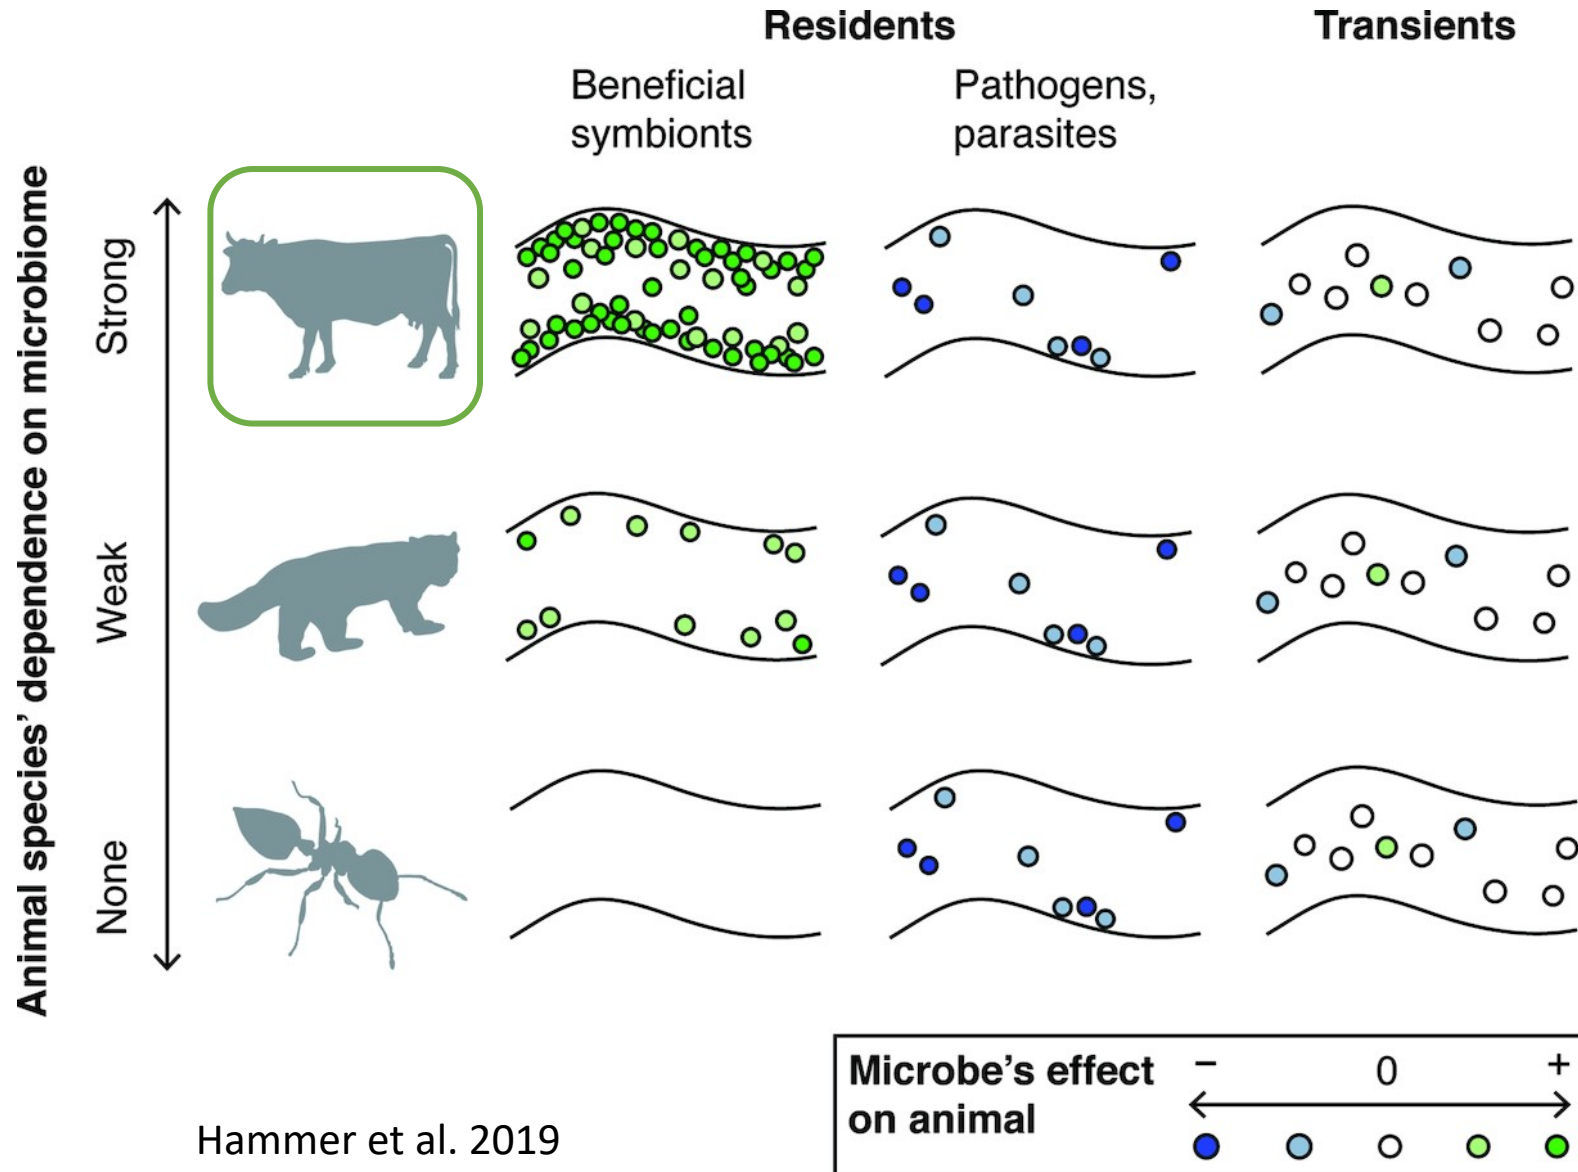 Residents
Transients
Beneficial
symbionts
Pathogens,
parasites
Animal species’ dependence on microbiome
Strong
Weak
None
Microbe’s effect
on animal
− 0 +
Hammer et al. 2019